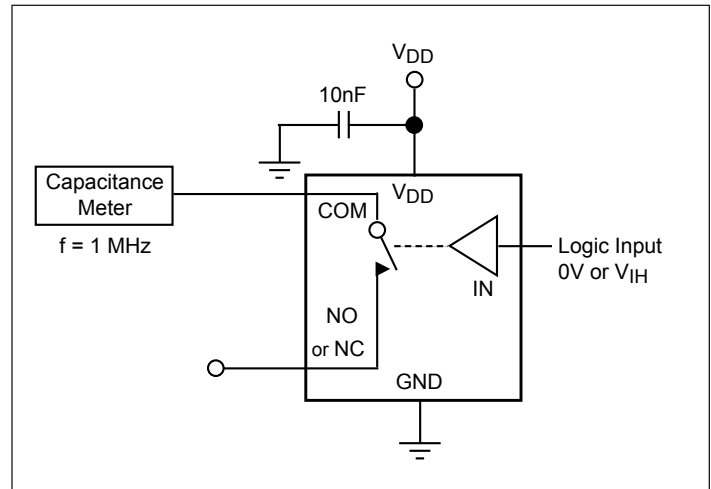 VDD
10nF
Capacitance
Meter
f = 1 MHz
VDD
COM
Logic Input
0V or VIH
IN
NO
or NC
GND